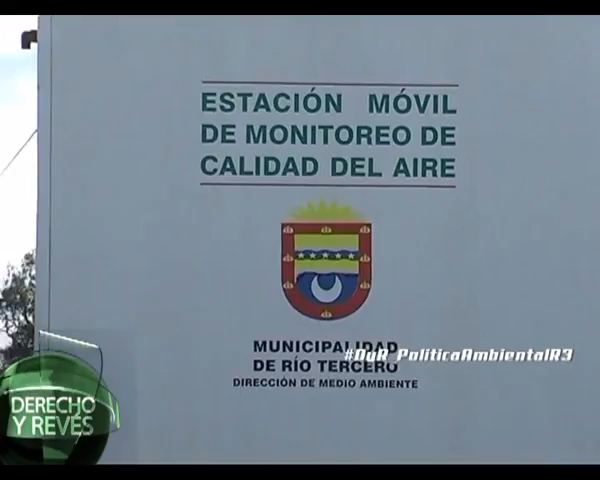 ESTACIÓN MÓVIL
DE MONITOREO DE
CALIDAD DEL AIRE
MUNICIPALIDAD
DE RÍO TERCERO
DIRECCIÓN DE MEDIO AMBIENTE
#DyR_PoliticaAmbientalR3
DERECHO
Y REVÉS